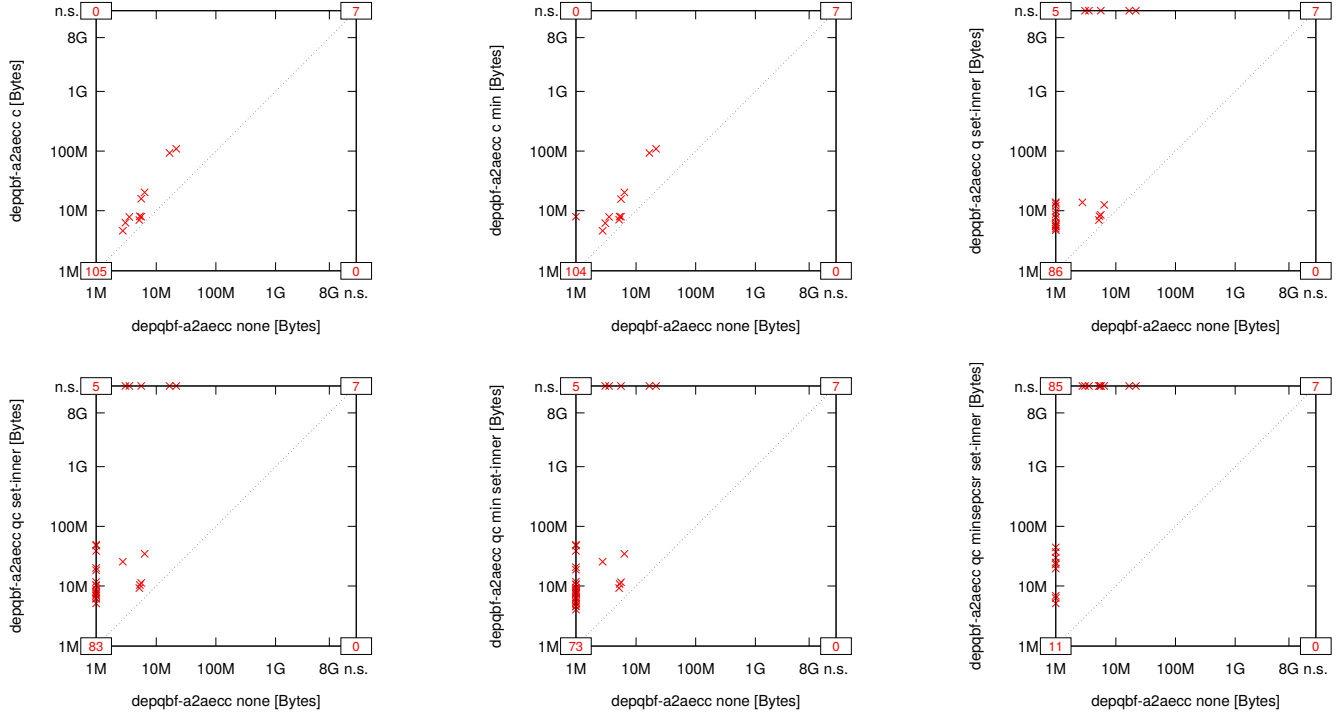 depqbf-a2aecc c [Bytes]
n.s.
8G
1G
100M
10M
1M
0
7
105
0
1M 10M 100M 1G 8G n.s.
depqbf-a2aecc none [Bytes]
depqbf-a2aecc c min [Bytes]
n.s.
8G
1G
100M
10M
1M
0
7
104
0
1M 10M 100M 1G 8G n.s.
depqbf-a2aecc none [Bytes]
depqbf-a2aecc q set-inner [Bytes]
n.s.
8G
1G
100M
10M
1M
5
7
86
0
1M 10M 100M 1G 8G n.s.
depqbf-a2aecc none [Bytes]
depqbf-a2aecc qc set-inner [Bytes]
n.s.
8G
1G
100M
10M
1M
5
7
83
0
1M 10M 100M 1G 8G n.s.
depqbf-a2aecc none [Bytes]
depqbf-a2aecc qc min set-inner [Bytes]
n.s.
8G
1G
100M
10M
1M
5
7
73
0
1M 10M 100M 1G 8G n.s.
depqbf-a2aecc none [Bytes]
depqbf-a2aecc qc minsepcsr set-inner [Bytes]
n.s.
8G
1G
100M
10M
1M
85
7
11
0
1M 10M 100M 1G 8G n.s.
depqbf-a2aecc none [Bytes]